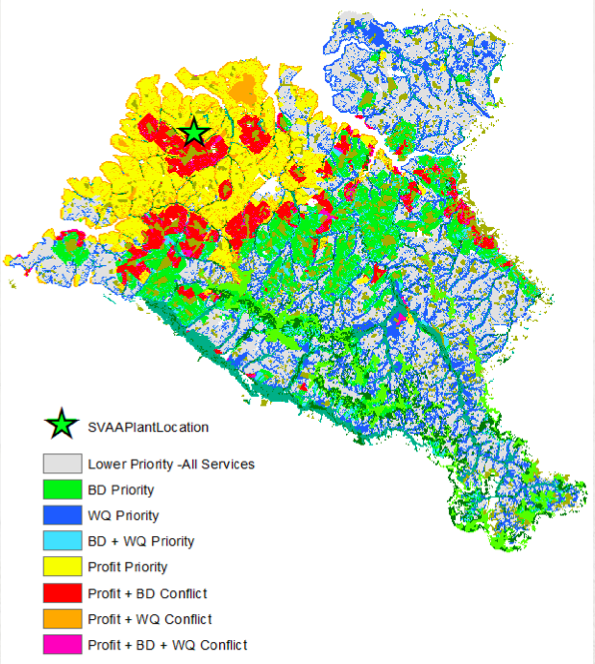 SVAAPlantLocation
Lower Priority -All Services
BD Priority
WQ Priority
BD + WQ Priority
Profit Priority
Profit + BD Conflict
Profit + WQ Conflict
Profit + BD + WQ Conflict